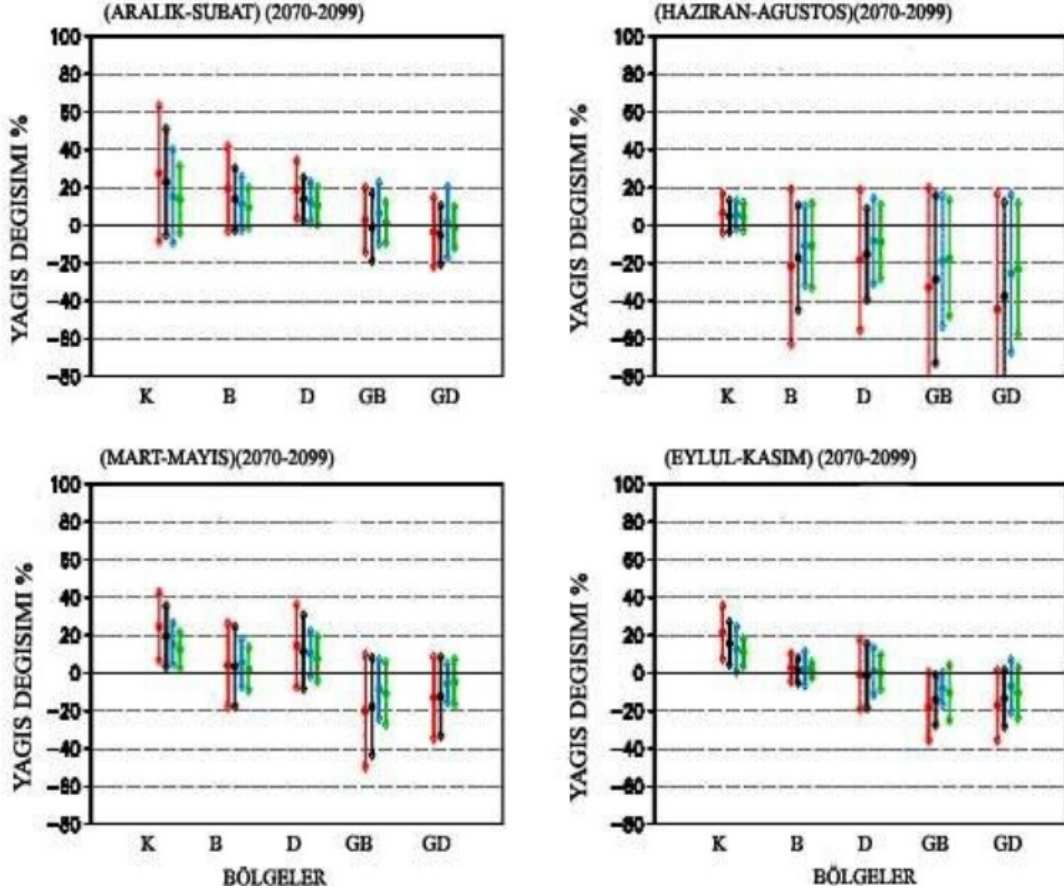 (ARALIK-SUBAT) (2070-2099)
100
80
60
40
20
0
-20
-40
-60
-80
YAGIS DEGISIMI %
K B D GB GD
(HAZIRAN-AGUSTOS)(2070-2099)
100
80
60
40
20
0
-20
-40
-60
-80
YAGIS DEGISIMI %
K B D GB GD
(MART-MAYIS)(2070-2099)
100
80
60
40
20
0
-20
-40
-60
-80
YAGIS DEGISIMI %
K B D GB GD
BÖLGELER
(EYLUL-KASIM) (2070-2099)
100
80
60
40
20
0
-20
-40
-60
-80
YAGIS DEGISIMI %
K B D GB GD
BÖLGELER